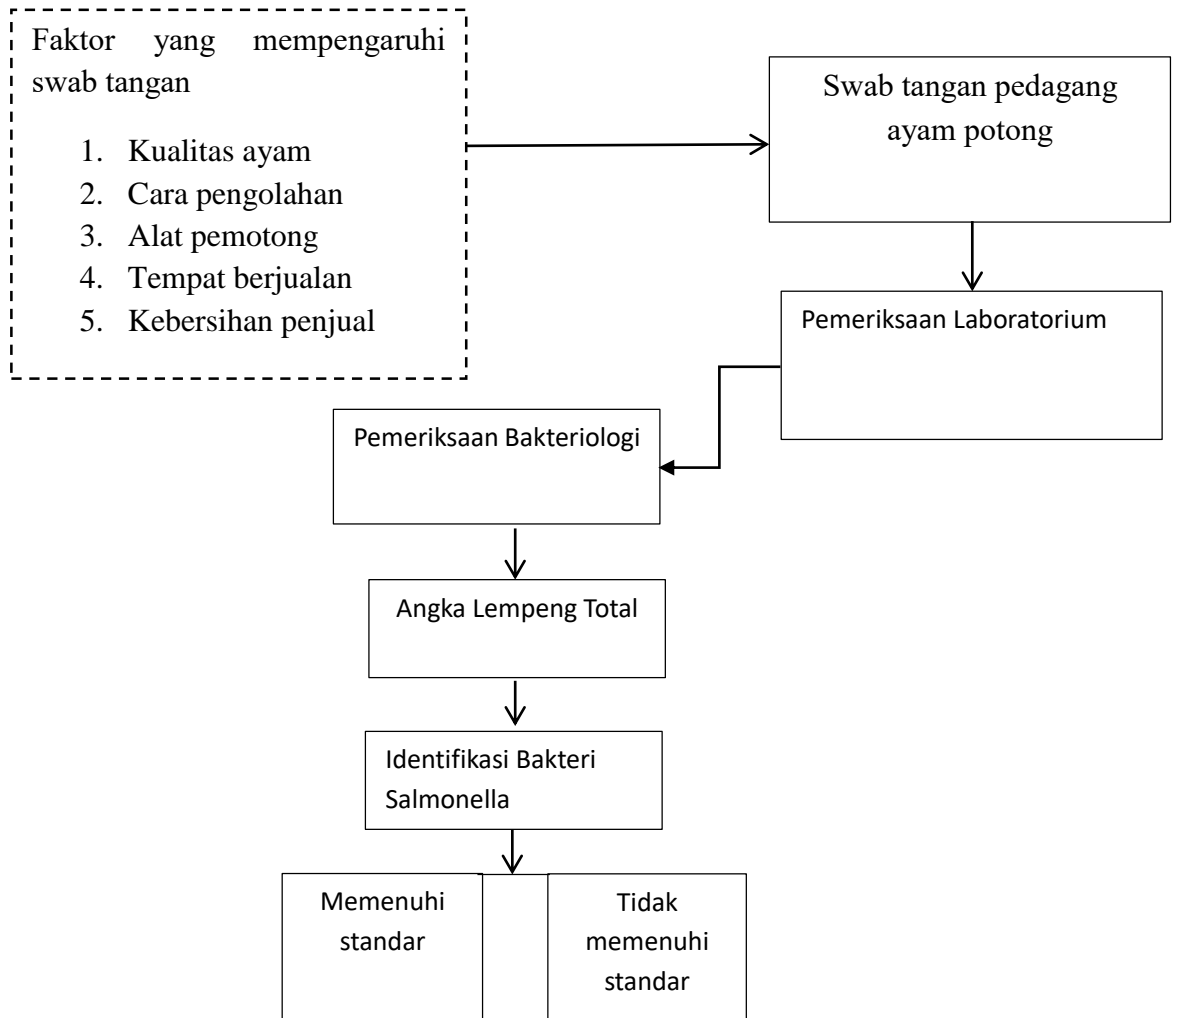 Faktor yang mempengaruhi
swab tangan
1. Kualitas ayam
2. Cara pengolahan
3. Alat pemotong
4. Tempat berjualan
5. Kebersihan penjual
Swab tangan pedagang
ayam potong
Pemeriksaan Laboratorium
Pemeriksaan Bakteriologi
Angka Lempeng Total
Identifikasi Bakteri
Salmonella
Memenuhi
standar
Tidak
memenuhi
standar